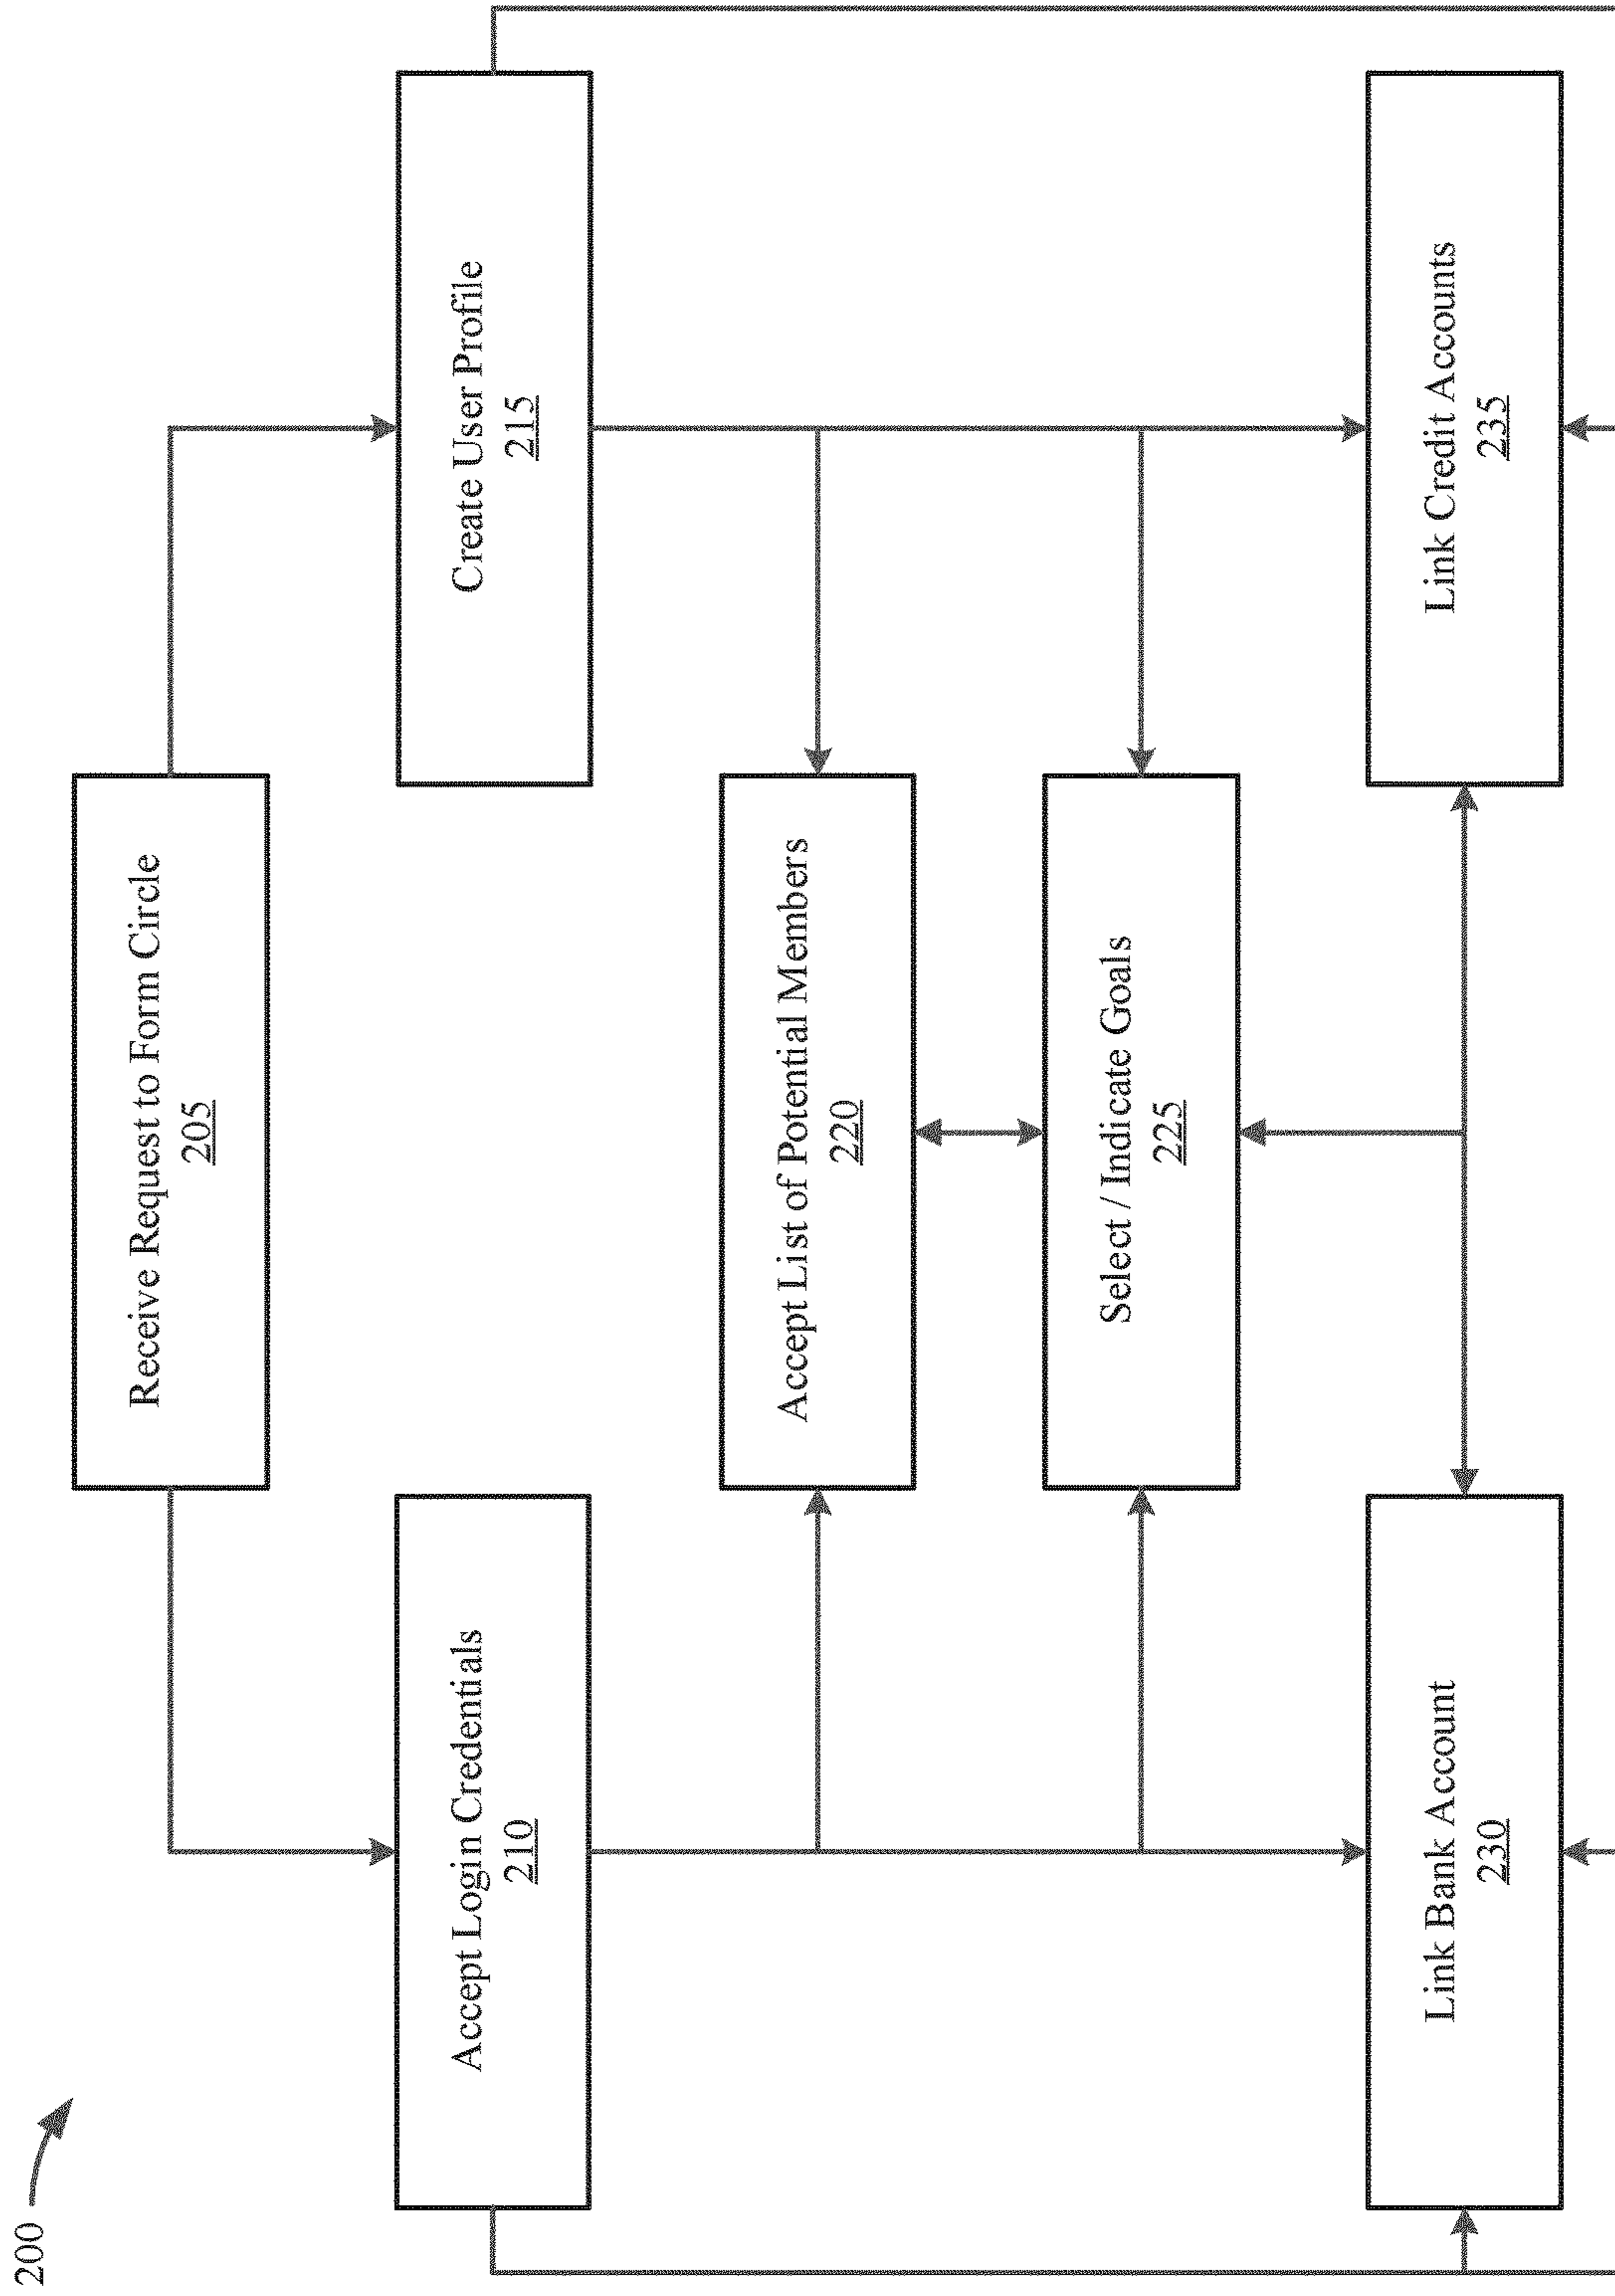 200
Receive Request to Form Circle
205
Accept Login Credentials
210
Create User Profile
215
Accept List of Potential Members
220
Select / Indicate Goals
225
Link Bank Account
230
Link Credit Accounts
235